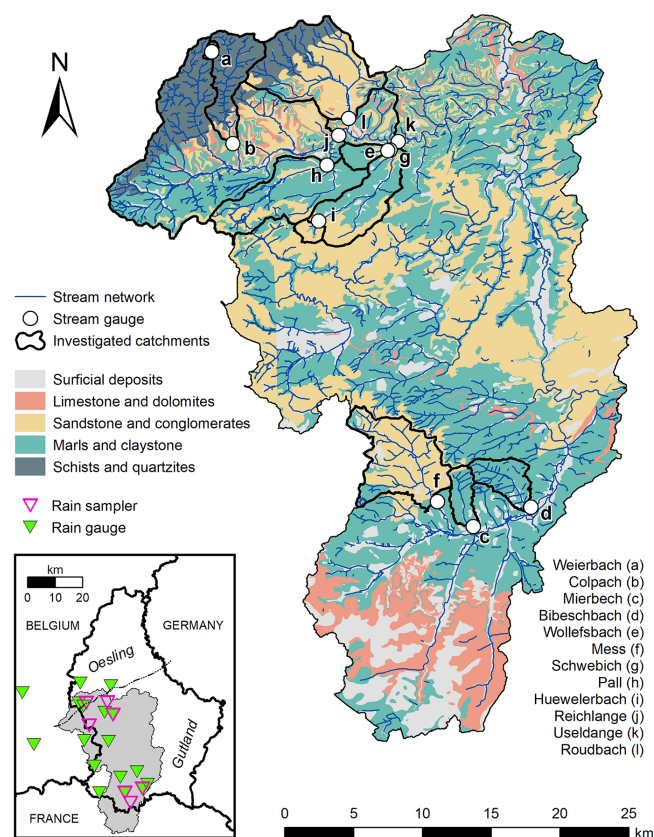 N
a
b
l
j
k
e
g
h
i
Stream network
Stream gauge
Investigated catchments
Surficial deposits
Limestone and dolomites
Sandstone and conglomerates
Marls and claystone
Schists and quartzites
Rain sampler
Rain gauge
f
d
c
km
0 10 20
BELGIUM
GERMANY
Oesling
Gutland
FRANCE
Weierbach (a)
Colpach (b)
Mierbech (c)
Bibeschbach (d)
Wollefsbach (e)
Mess (f)
Schwebich (g)
Pall (h)
Huewelerbach (i)
Reichlange (j)
Useldange (k)
Roudbach (l)
0 5 10 15 20 25
km